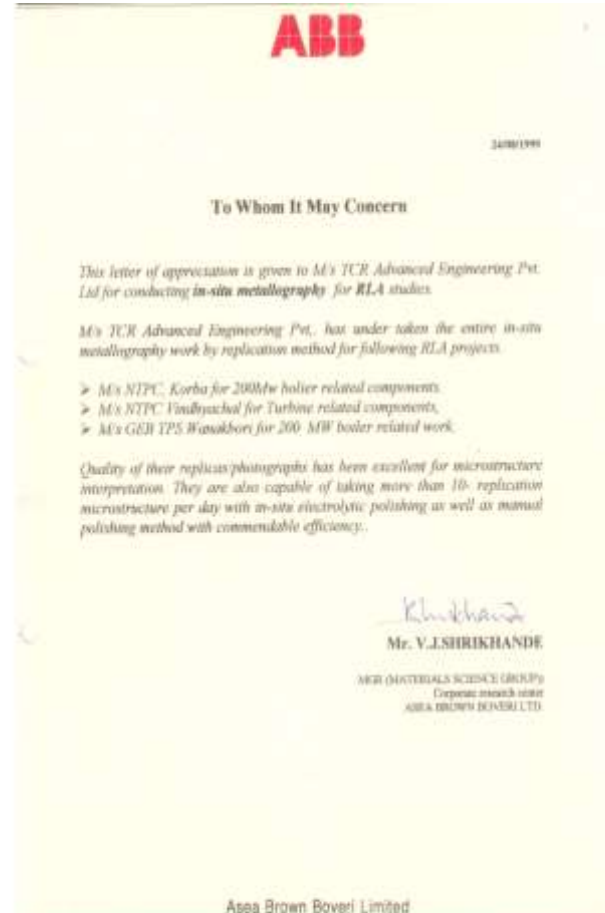 ABB
24/08/1999
To Whom It May Concern
This letter of appreciation is given to M/s TCR Advanced Engineering Pvt.
Ltd for conducting in-situ metallography for RLA studies.
M/s TCR Advanced Engineering Pvt,. has under taken the entire in-situ
metallography work by replication method for following RLA projects.
➢ M/s NTPC, Korba for 200Mw bolier related components.
➢ M/s NTPC Vindhyachal for Turbine related components,
➢ M/s GEB TPS Wanakbori for 200 MW boiler related work.
Quality of their replicas/photographs has been excellent for microstructure
interpretation. They are also capable of taking more than 10- replication
microstructure per day with in-situ electrolytic polishing as well as manual
polishing method with commendable efficiency..
Mr. V.J.SHRIKHANDE
MGR (MATERIALS SCIENCE GROUP)
Corporate research center
ASEA BROWN BOVERI LTD.
Asea Brown Boveri Limited